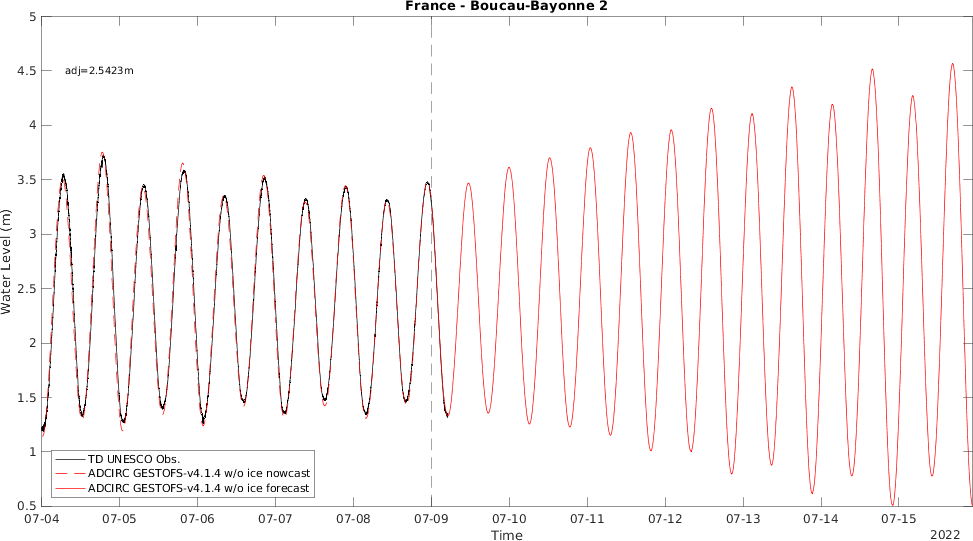 France - Boucau-Bayonne 2
5
4.5
4
3.5
3
2.5
2
1.5
1
0.5
Water Level (m)
adj=2.5423m
TD UNESCO Obs.
ADCIRC GESTOFS-v4.1.4 w/o ice nowcast
ADCIRC GESTOFS-v4.1.4 w/o ice forecast
07-04 07-05 07-06 07-07 07-08 07-09 07-10 07-11 07-12 07-13 07-14 07-15
Time
2022